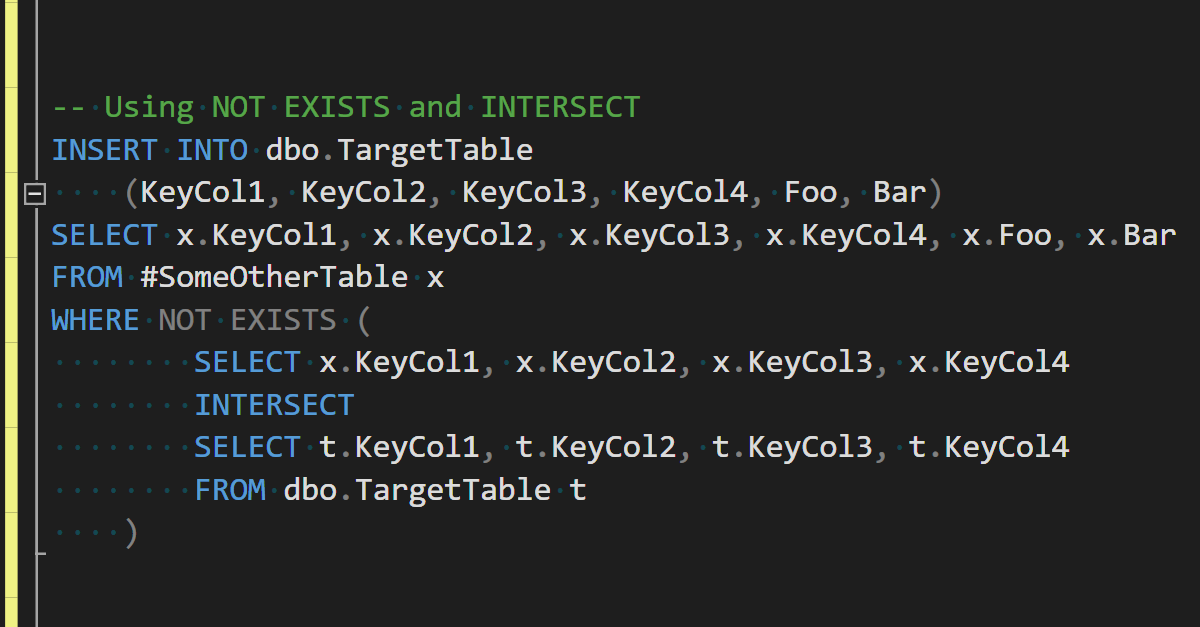 -- Using NOT EXISTS and INTERSECT
INSERT INTO dbo.TargetTable
    (KeyCol1, KeyCol2, KeyCol3, KeyCol4, Foo, Bar)
SELECT x.KeyCol1, x.KeyCol2, x.KeyCol3, x.KeyCol4, x.Foo, x.Bar
FROM #SomeOtherTable x
WHERE NOT EXISTS (
        SELECT x.KeyCol1, x.KeyCol2, x.KeyCol3, x.KeyCol4
        INTERSECT
        SELECT t.KeyCol1, t.KeyCol2, t.KeyCol3, t.KeyCol4
        FROM dbo.TargetTable t
    )